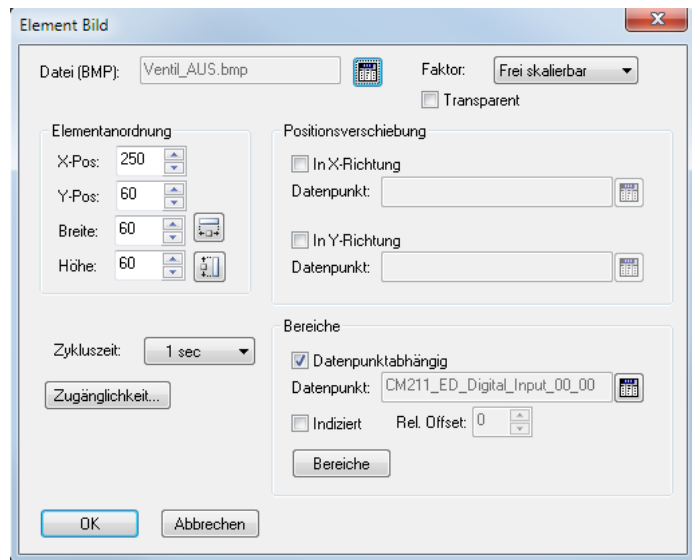 Element Bild
Datei (BMP): Ventil_AUS.bmp Faktor: Frei skalierbar
Transparent
Elementanordnung
X-Pos: 250
Y-Pos: 60
Breite: 60
Höhe: 60
Positionsverschiebung
In X-Richtung
Datenpunkt:
In Y-Richtung
Datenpunkt:
Zykluszeit: 1 sec
Zugänglichkeit...
Bereiche
Datenpunktabhängig
Datenpunkt: CM211_ED_Digital_Input_00_00
Indiziert Rel. Offset: 0
Bereiche
OK Abbrechen